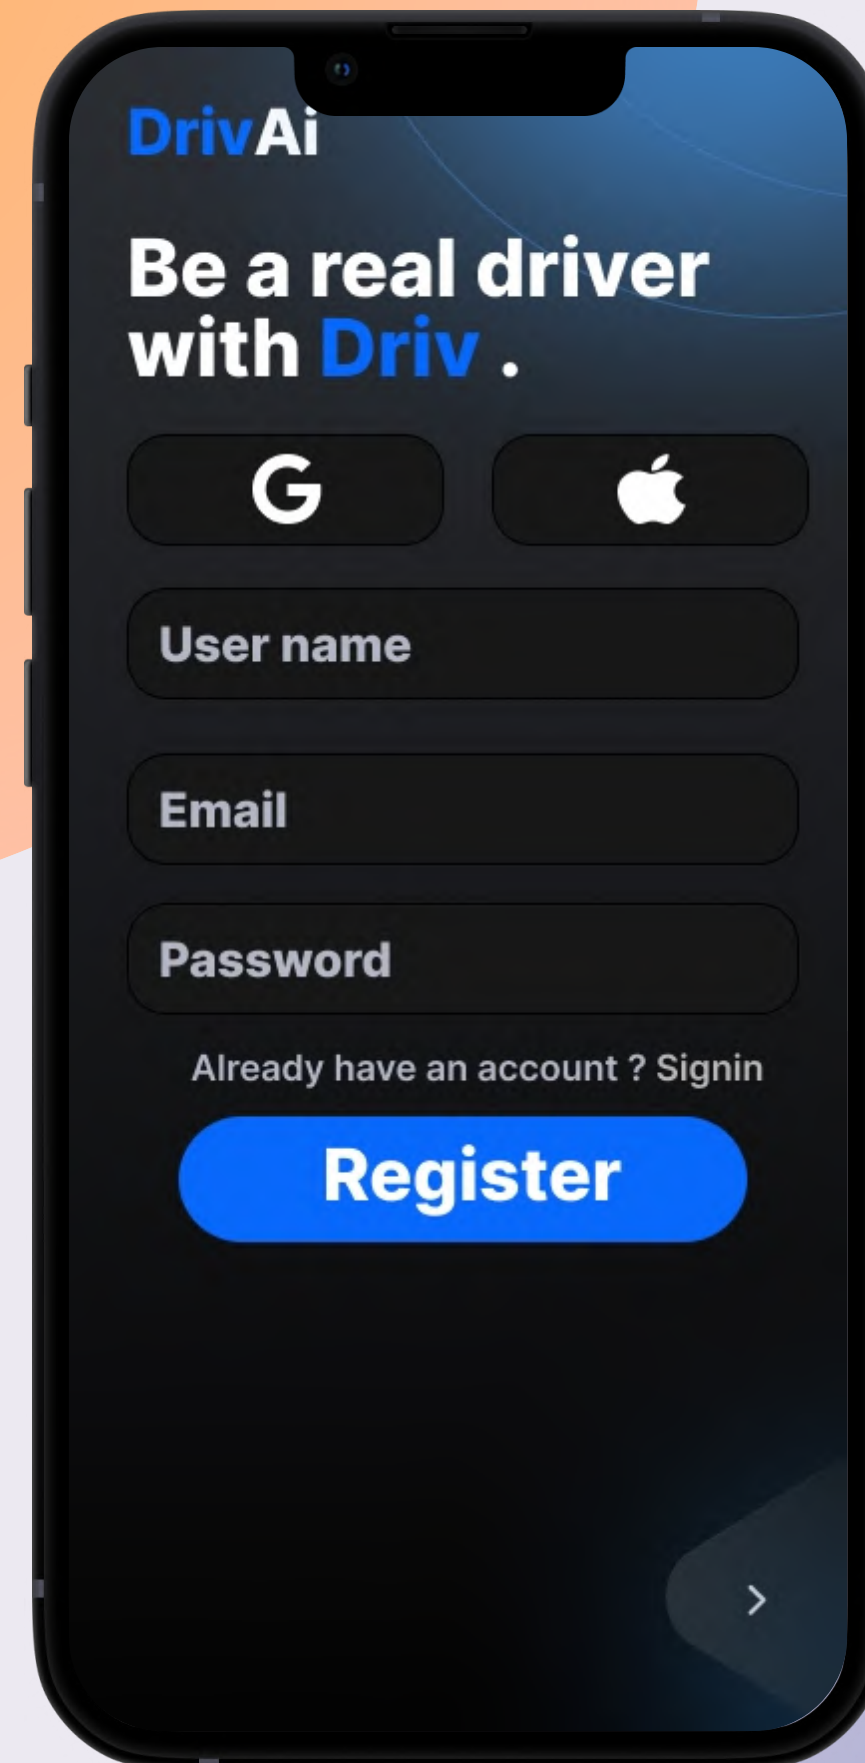 DrivAi
Be a real driver
with Driv .
User name
Email
Password
Already have an account ? Signin
Register